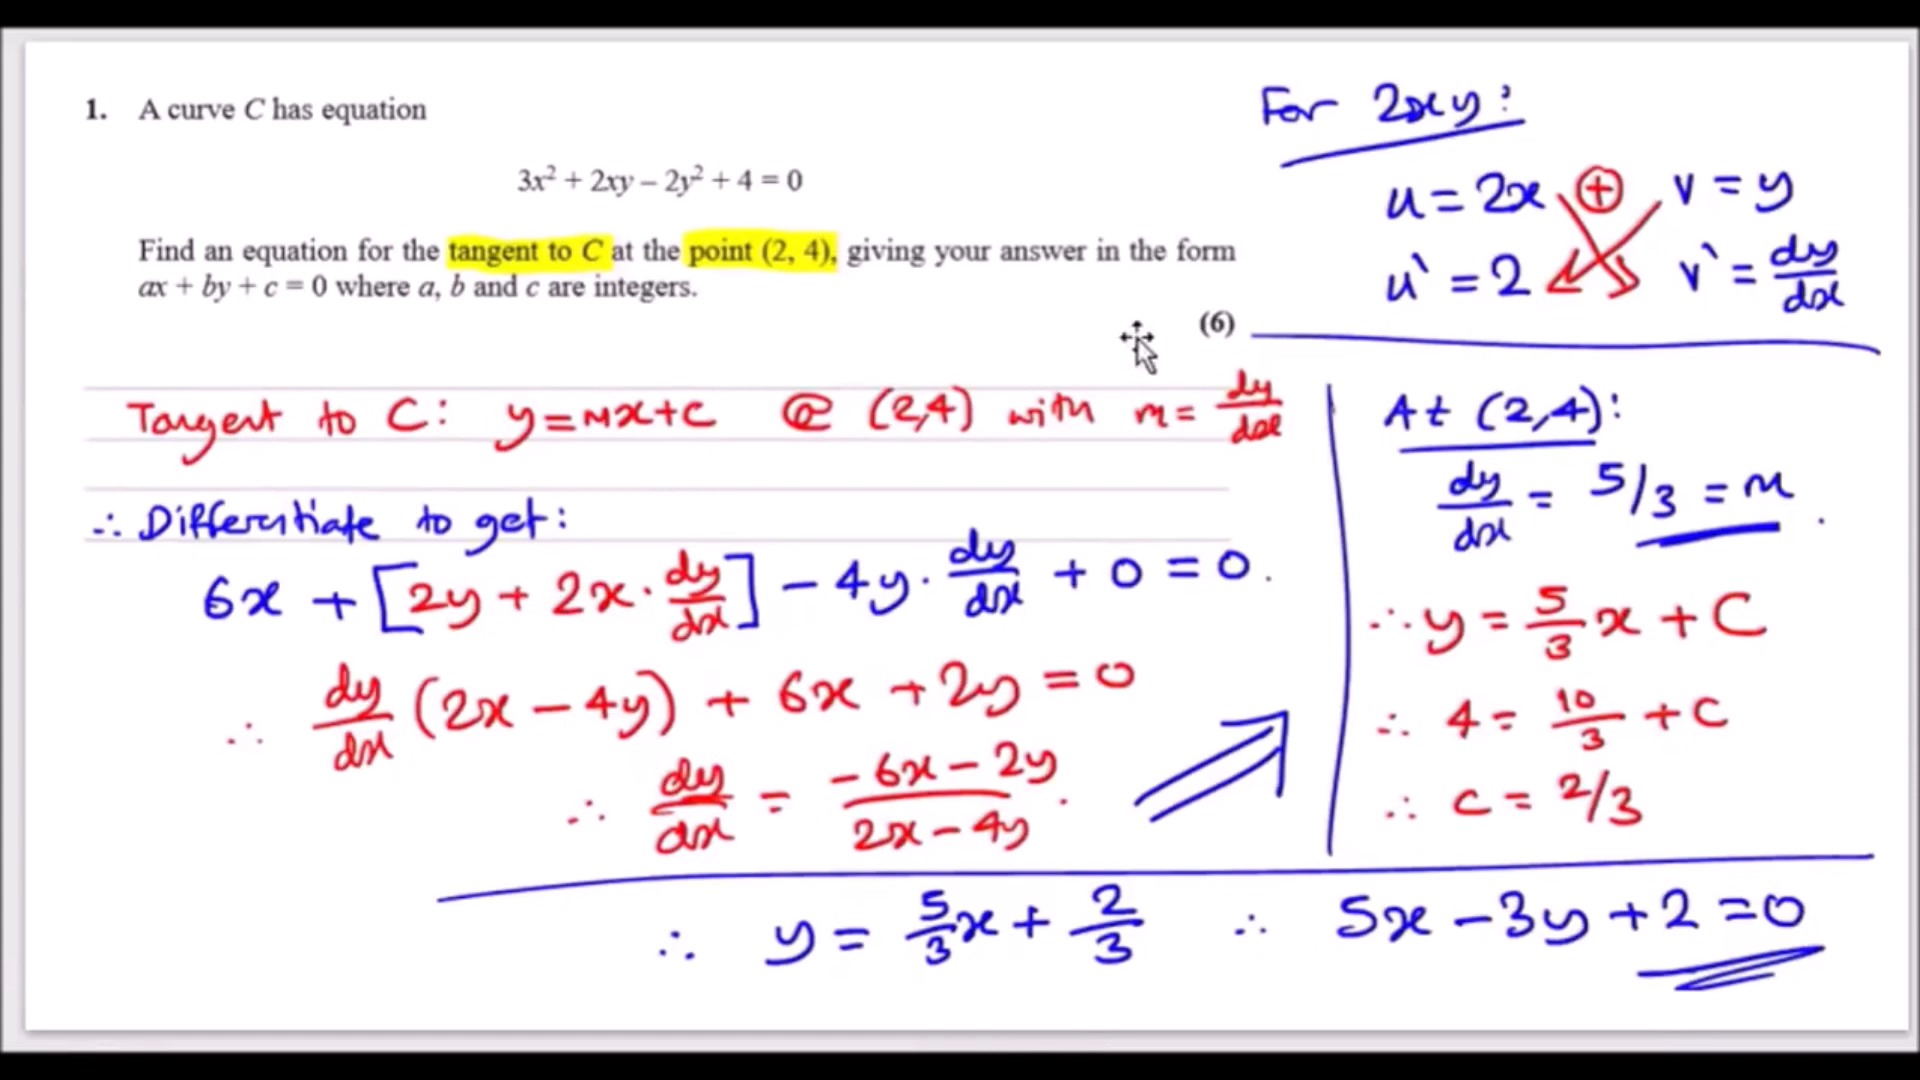 1. A curve C has equation
3x² + 2xy – 2y² + 4 = 0
Find an equation for the tangent to C at the point (2, 4), giving your answer in the form
ax + by + c = 0 where a, b and c are integers.
(6)
For 2xy:
u = 2x ⊕ v = y
u` = 2 v` = dy/dx
Tangent to C: y = mx + c @ (2,4) with m = dy/dx
∴ Differentiate to get:
6x + [2y + 2x · dy/dx] - 4y · dy/dx + 0 = 0.
∴ dy/dx (2x - 4y) + 6x + 2y = 0
∴ dy/dx = (-6x - 2y)/(2x - 4y).
At (2,4):
dy/dx = 5/3 = m.
∴ y = 5/3 x + C
∴ 4 = 10/3 + C
∴ C = 2/3
∴ y = 5/3 x + 2/3 ∴ 5x - 3y + 2 = 0